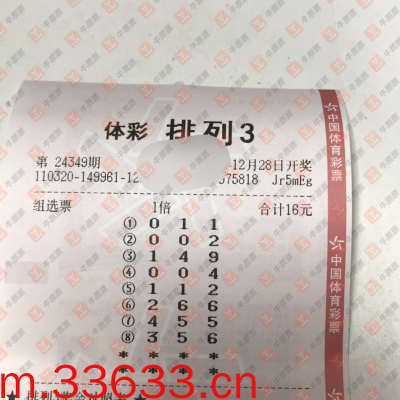 体彩 排列3
第 24349期 12月28日开奖
110320-149961-12 075818 Jr5mEg
组选票 1倍 合计16元
① 0 1 1
② 0 0 2
③ 1 4 9
④ 0 0 4
⑤ 1 1 2
⑥ 2 6 6
⑦ 4 5 5
⑧ 3 5 6
* * * *
* * * *
m.33633.cn
中国体育彩票
中国体育彩票